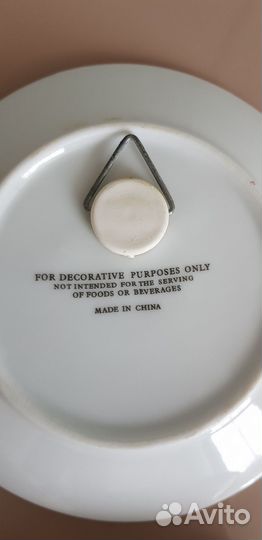 FOR DECORATIVE PURPOSES ONLY
NOT INTENDED FOR THE SERVING
OF FOODS OR BEVERAGES
MADE IN CHINA
Avito